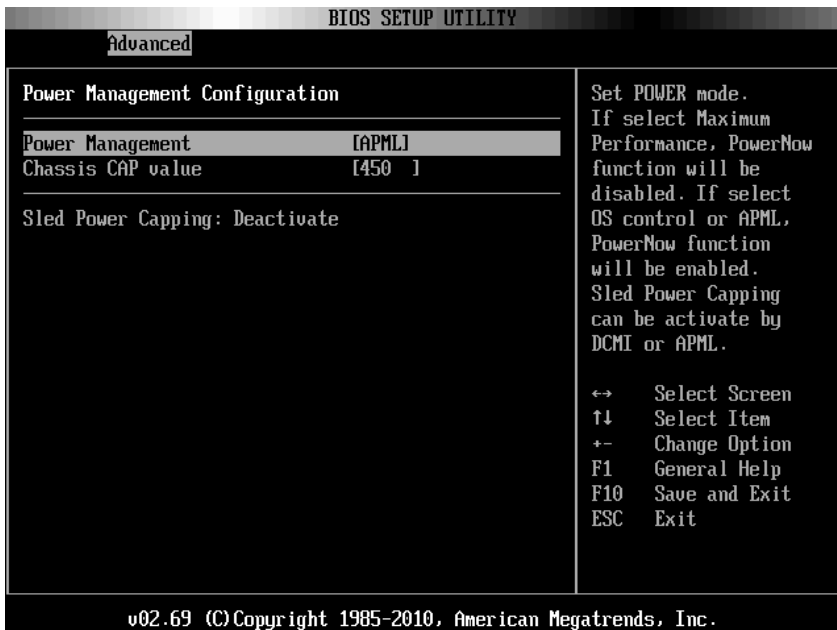 BIOS SETUP UTILITY
Advanced
Power Management Configuration
Power Management [APML]
Chassis CAP value [450 ]
Sled Power Capping: Deactivate
Set POWER mode.
If select Maximum
Performance, PowerNow
function will be
disabled. If select
OS control or APML,
PowerNow function
will be enabled.
Sled Power Capping
can be activate by
DCMI or APML.
↔ Select Screen
↑↓ Select Item
+- Change Option
F1 General Help
F10 Save and Exit
ESC Exit
v02.69 (C)Copyright 1985-2010, American Megatrends, Inc.